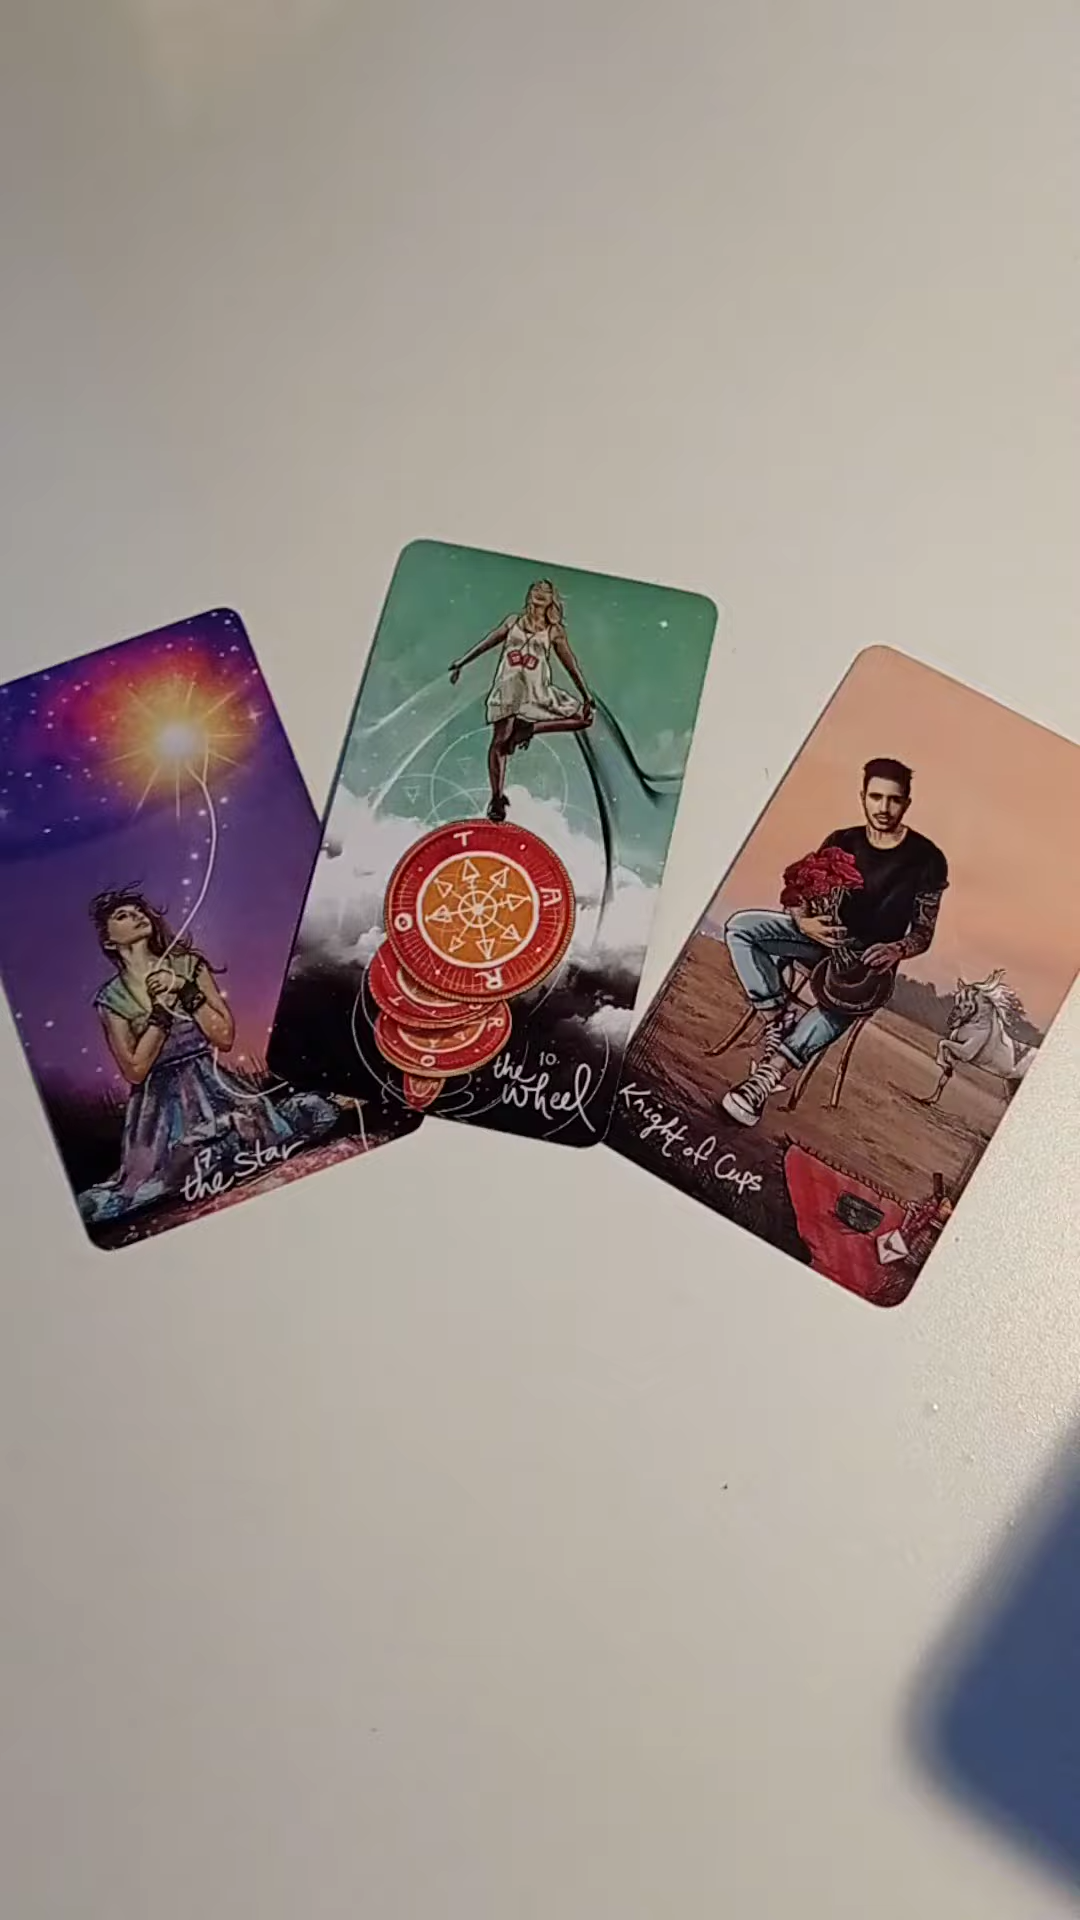 17.
the Star
T
A
R
O
T
R
O
10.
the
Wheel
Knight of Cups